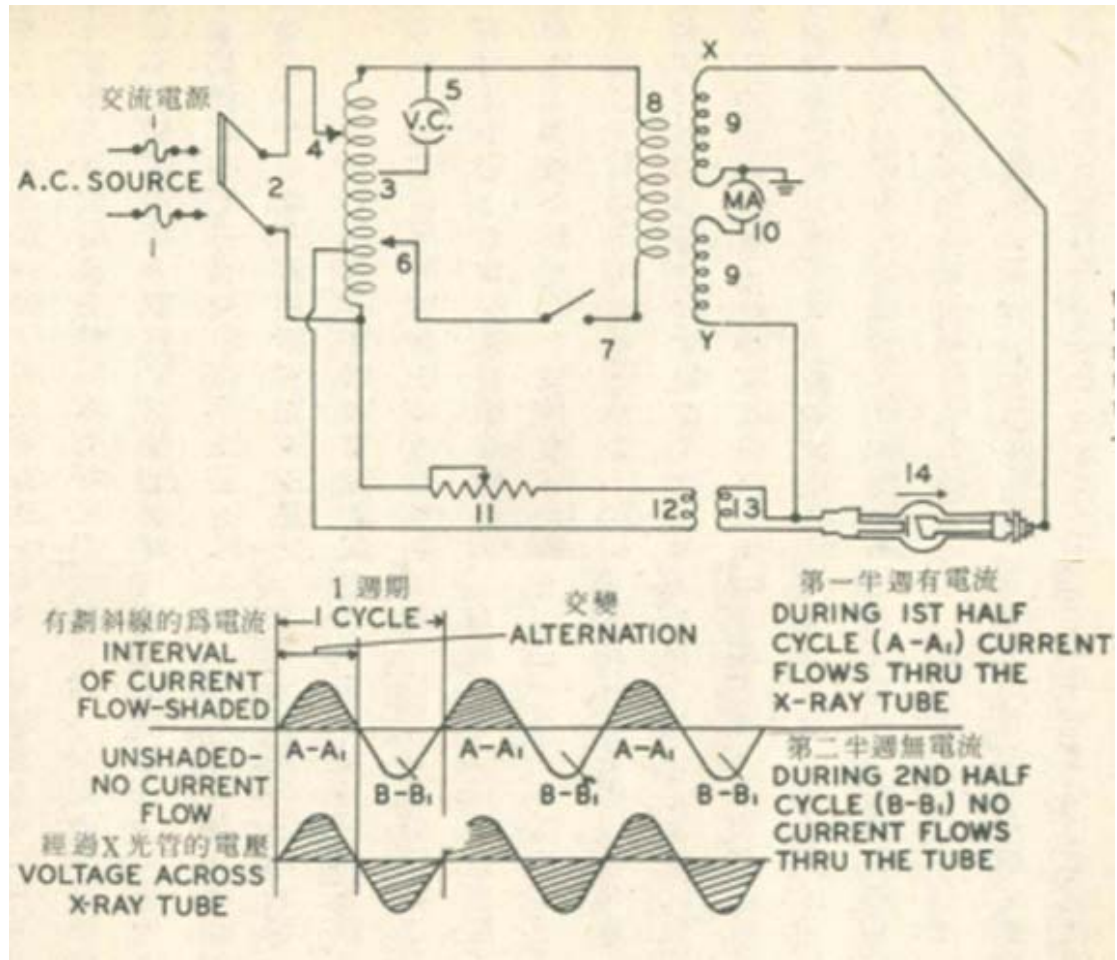 交流電源
1
A.C. SOURCE
1
2
3
4
5
V.C.
6
7
8
X
9
MA
10
9
Y
11
12
13
14
1 週期
1 CYCLE
交變
ALTERNATION
有劃斜線的爲電流
INTERVAL
OF CURRENT
FLOW-SHADED
UNSHADED-
NO CURRENT
FLOW
A-A₁
A-A₁
A-A₁
B-B₁
B-B₁
B-B₁
經過X光管的電壓
VOLTAGE ACROSS
X-RAY TUBE
第一半週有電流
DURING 1ST HALF
CYCLE (A-A₁) CURRENT
FLOWS THRU THE
X-RAY TUBE
第二半週無電流
DURING 2ND HALF
CYCLE (B-B₁) NO
CURRENT FLOWS
THRU THE TUBE